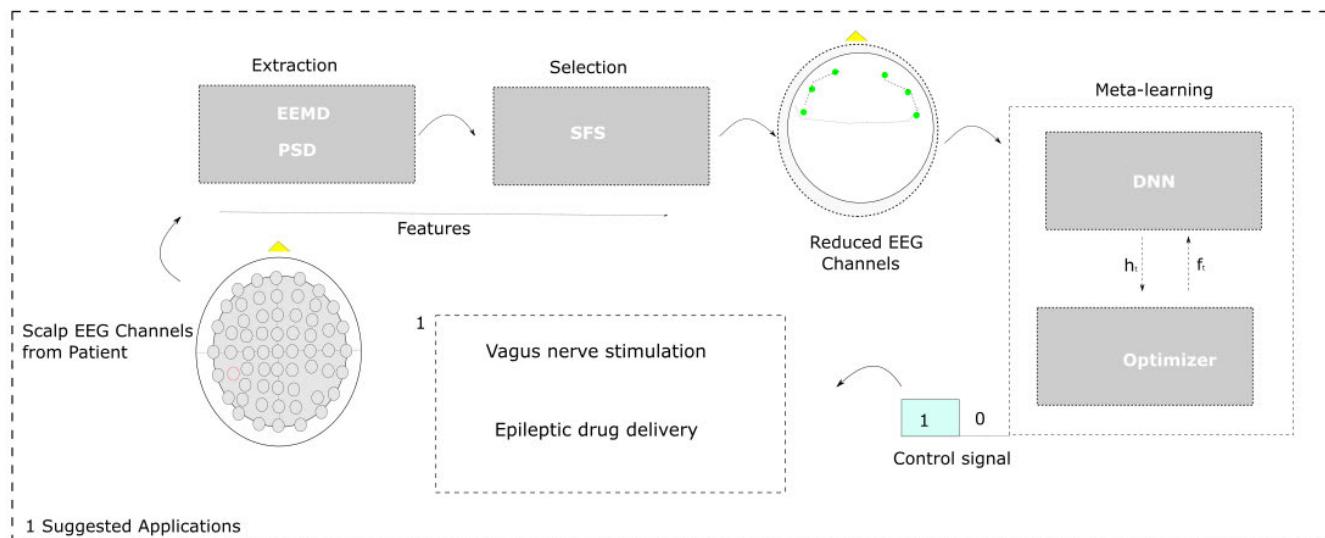 Extraction
EEMD
PSD
Selection
SFS
Features
Reduced EEG
Channels
Meta-learning
DNN
hₜ
fₜ
Optimizer
Scalp EEG Channels
from Patient
1
Vagus nerve stimulation
Epileptic drug delivery
1 0
Control signal
1 Suggested Applications